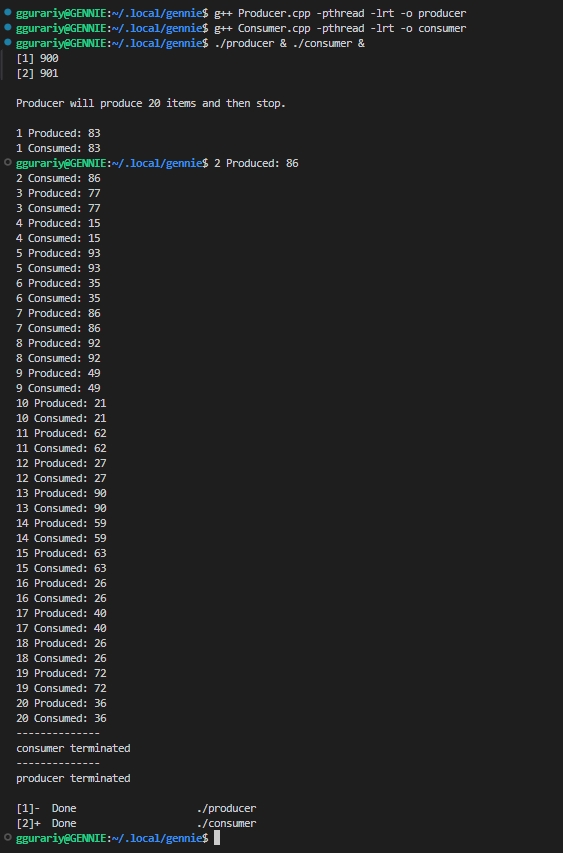 ggurariy@GENNIE:~/.local/gennie$ g++ Producer.cpp -pthread -lrt -o producer
ggurariy@GENNIE:~/.local/gennie$ g++ Consumer.cpp -pthread -lrt -o consumer
ggurariy@GENNIE:~/.local/gennie$ ./producer & ./consumer &
[1] 900
[2] 901
Producer will produce 20 items and then stop.
1 Produced: 83
1 Consumed: 83
ggurariy@GENNIE:~/.local/gennie$ 2 Produced: 86
2 Consumed: 86
3 Produced: 77
3 Consumed: 77
4 Produced: 15
4 Consumed: 15
5 Produced: 93
5 Consumed: 93
6 Produced: 35
6 Consumed: 35
7 Produced: 86
7 Consumed: 86
8 Produced: 92
8 Consumed: 92
9 Produced: 49
9 Consumed: 49
10 Produced: 21
10 Consumed: 21
11 Produced: 62
11 Consumed: 62
12 Produced: 27
12 Consumed: 27
13 Produced: 90
13 Consumed: 90
14 Produced: 59
14 Consumed: 59
15 Produced: 63
15 Consumed: 63
16 Produced: 26
16 Consumed: 26
17 Produced: 40
17 Consumed: 40
18 Produced: 26
18 Consumed: 26
19 Produced: 72
19 Consumed: 72
20 Produced: 36
20 Consumed: 36
--------------
consumer terminated
--------------
producer terminated
[1]-  Done                    ./producer
[2]+  Done                    ./consumer
ggurariy@GENNIE:~/.local/gennie$